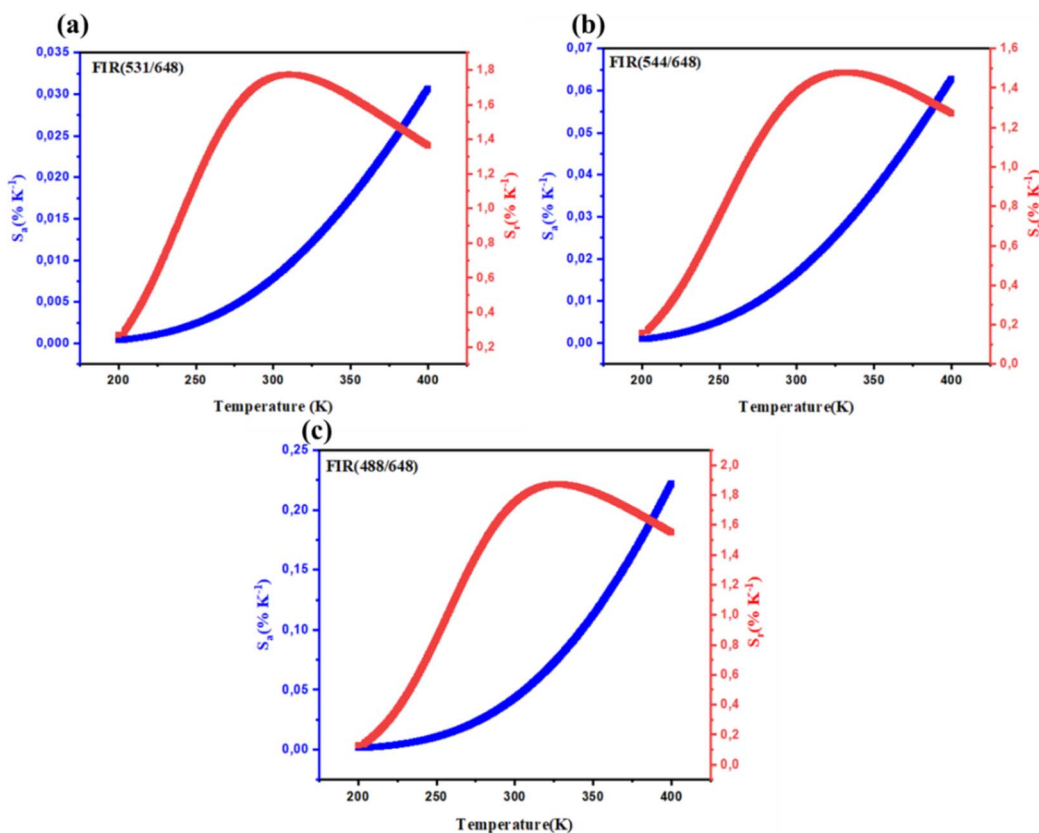 (a)
FIR(531/648)
0,035
0,030
0,025
0,020
0,015
0,010
0,005
0,000
Sa(% K⁻¹)
1,8
1,6
1,4
1,2
1,0
0,8
0,6
0,4
0,2
Sr(% K⁻¹)
200 250 300 350 400
Temperature (K)
(b)
FIR(544/648)
0,07
0,06
0,05
0,04
0,03
0,02
0,01
0,00
Sa(% K⁻¹)
1,6
1,4
1,2
1,0
0,8
0,6
0,4
0,2
0,0
Sr(% K⁻¹)
200 250 300 350 400
Temperature(K)
(c)
FIR(488/648)
0,25
0,20
0,15
0,10
0,05
0,00
Sa(% K⁻¹)
2,0
1,8
1,6
1,4
1,2
1,0
0,8
0,6
0,4
0,2
0,0
Sr(% K⁻¹)
200 250 300 350 400
Temperature(K)